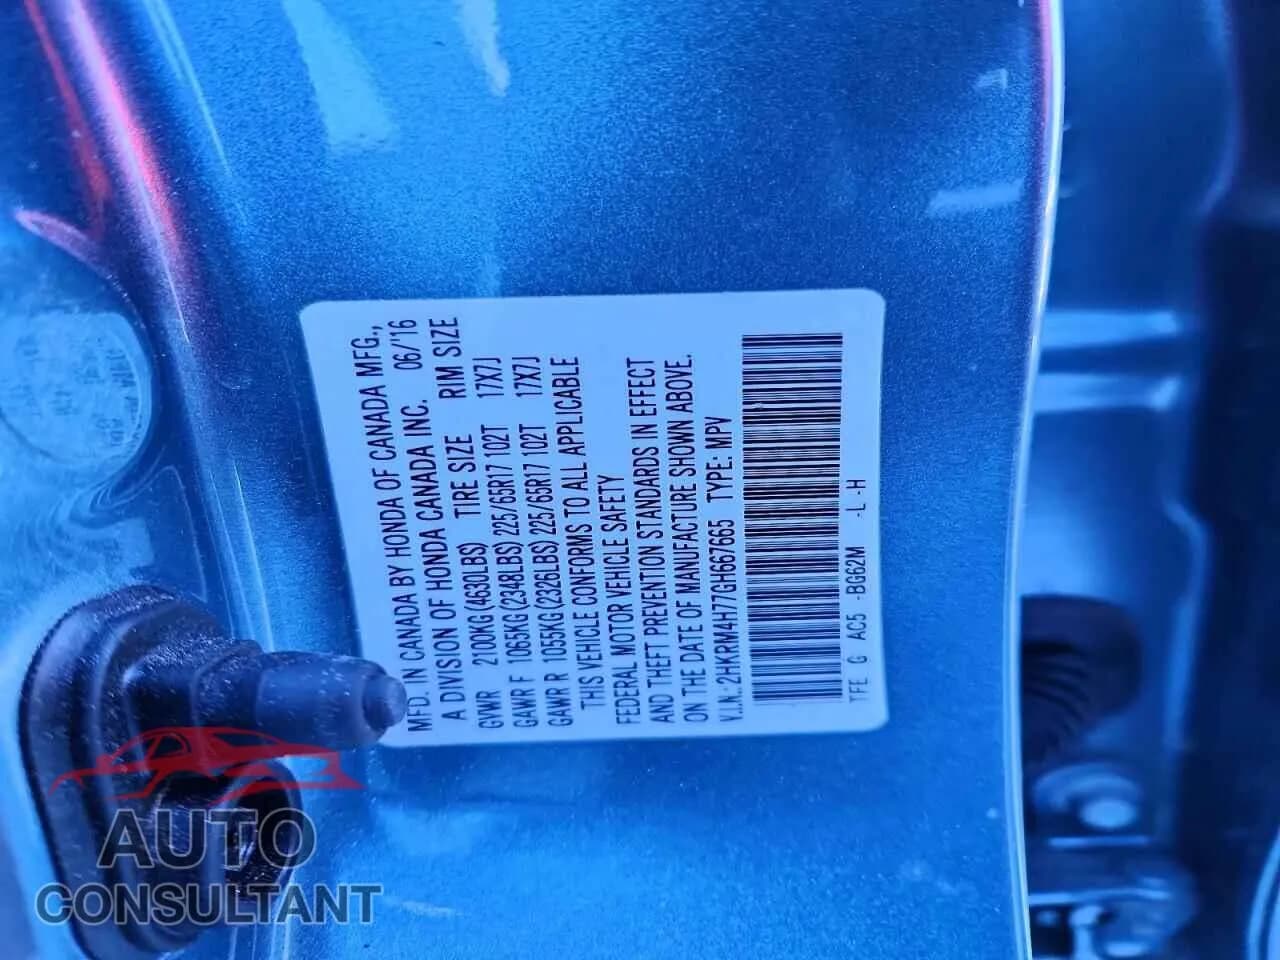 MFD. IN CANADA BY HONDA OF CANADA MFG.,
A DIVISION OF HONDA CANADA INC. 06/'16
GVWR 2100KG(4630LBS) TIRE SIZE RIM SIZE
GAWR F 1065KG(2348LBS)225/65R17 102T 17X7J
GAWR R 1055KG(2326LBS)225/65R17 102T 17X7J
THIS VEHICLE CONFORMS TO ALL APPLICABLE
FEDERAL MOTOR VEHICLE SAFETY
AND THEFT PREVENTION STANDARDS IN EFFECT
ON THE DATE OF MANUFACTURE SHOWN ABOVE.
V.I.N.: 2HKRM4H77GH667665 TYPE: MPV
TFE G AC5 -BG62M -L -H
AUTO
CONSULTANT